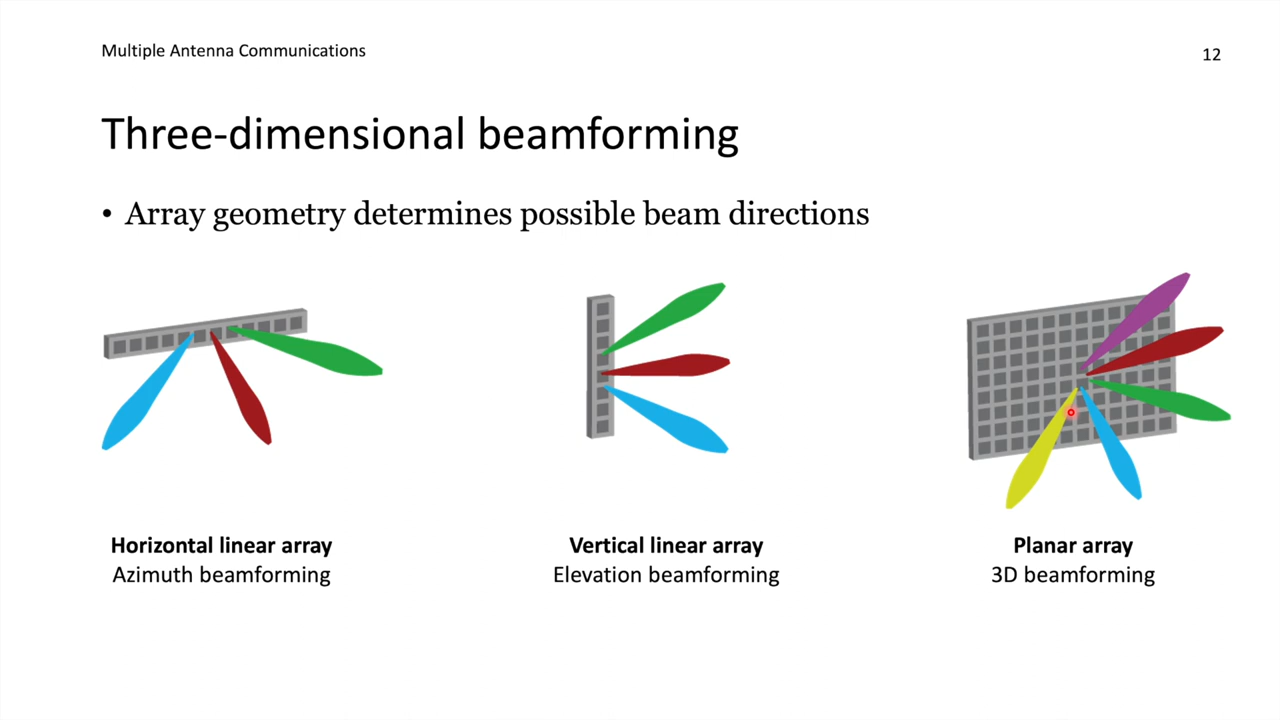 Multiple Antenna Communications
12
Three-dimensional beamforming
• Array geometry determines possible beam directions
Horizontal linear array
Azimuth beamforming
Vertical linear array
Elevation beamforming
Planar array
3D beamforming